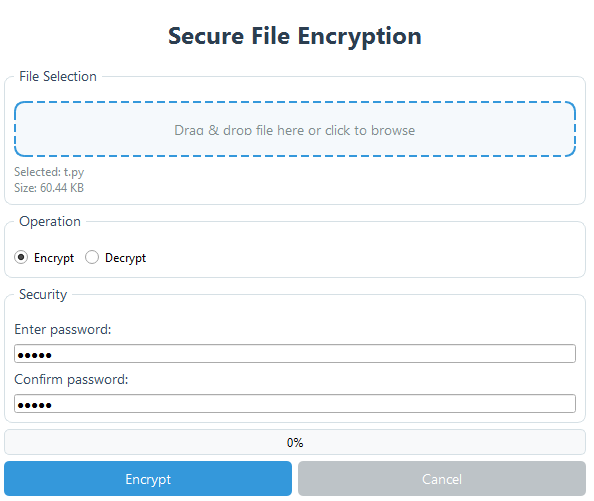 Secure File Encryption
File Selection
Drag & drop file here or click to browse
Selected: t.py
Size: 60.44 KB
Operation
Encrypt Decrypt
Security
Enter password:
●●●●●
Confirm password:
●●●●●
0%
Encrypt Cancel